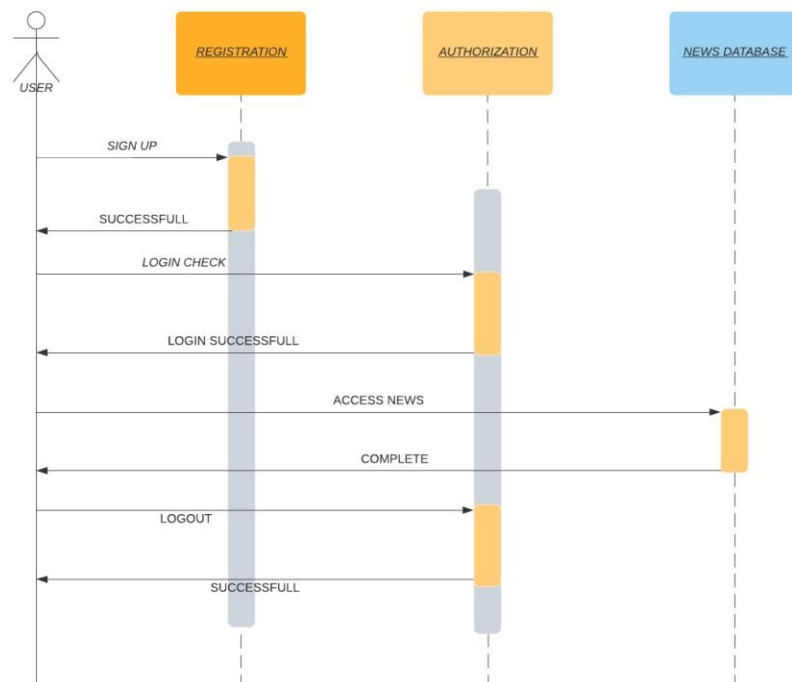 REGISTRATION
AUTHORIZATION
NEWS DATABASE
USER
SIGN UP
SUCCESSFULL
LOGIN CHECK
LOGIN SUCCESSFULL
ACCESS NEWS
COMPLETE
LOGOUT
SUCCESSFULL